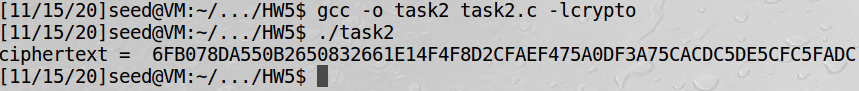 [11/15/20]seed@VM:~/.../HW5$ gcc -o task2 task2.c -lcrypto
[11/15/20]seed@VM:~/.../HW5$ ./task2
ciphertext =  6FB078DA550B2650832661E14F4F8D2CFAEF475A0DF3A75CACDC5DE5CFC5FADC
[11/15/20]seed@VM:~/.../HW5$